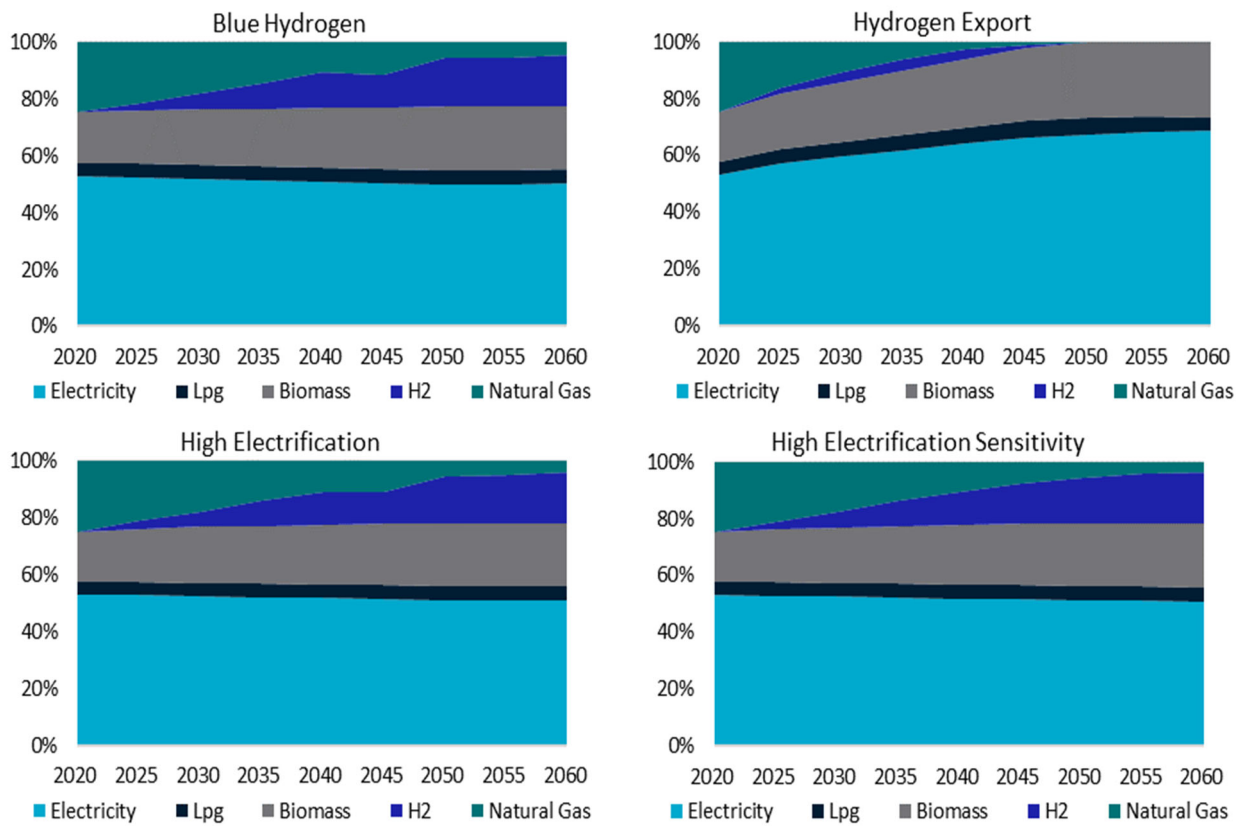 Blue Hydrogen
100%
80%
60%
40%
20%
0%
2020 2025 2030 2035 2040 2045 2050 2055 2060
Electricity Lpg Biomass H2 Natural Gas
Hydrogen Export
100%
80%
60%
40%
20%
0%
2020 2025 2030 2035 2040 2045 2050 2055 2060
Electricity Lpg Biomass H2 Natural Gas
High Electrification
100%
80%
60%
40%
20%
0%
2020 2025 2030 2035 2040 2045 2050 2055 2060
Electricity Lpg Biomass H2 Natural Gas
High Electrification Sensitivity
100%
80%
60%
40%
20%
0%
2020 2025 2030 2035 2040 2045 2050 2055 2060
Electricity Lpg Biomass H2 Natural Gas